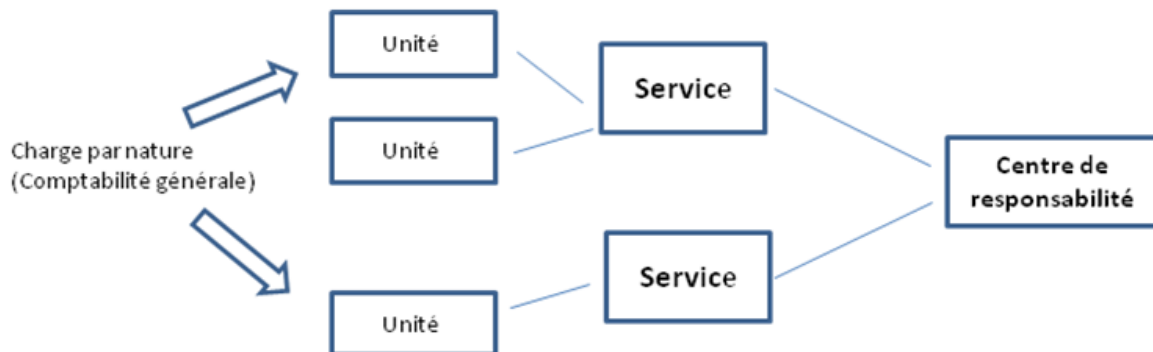 Unité
Service
Unité
Charge par nature
(Comptabilité générale)
Centre de
responsabilité
Service
Unité